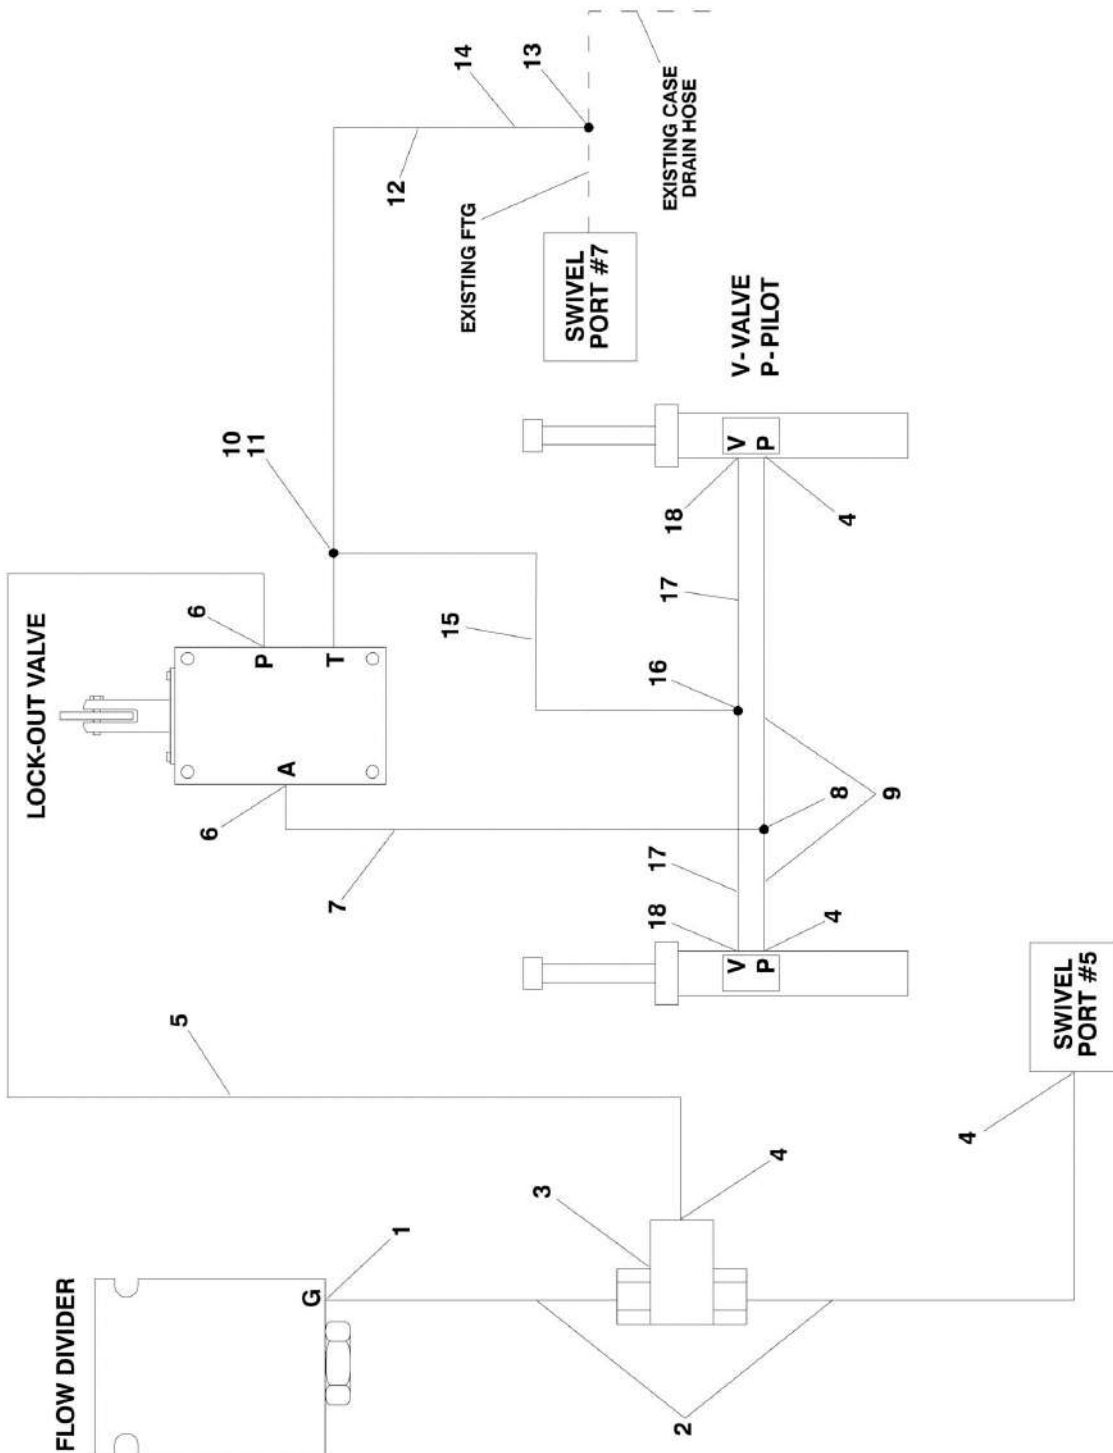 FLOW DIVIDER
G
1
2
3
4
4
SWIVEL
PORT #5
5
LOCK-OUT VALVE
6
P
T
A
6
7
10
11
12
14
13
EXISTING FTG
EXISTING CASE
DRAIN HOSE
SWIVEL
PORT #7
15
16
17
17
18
18
V
P
V
P
4
4
8
9
V-VALVE
P-PILOT